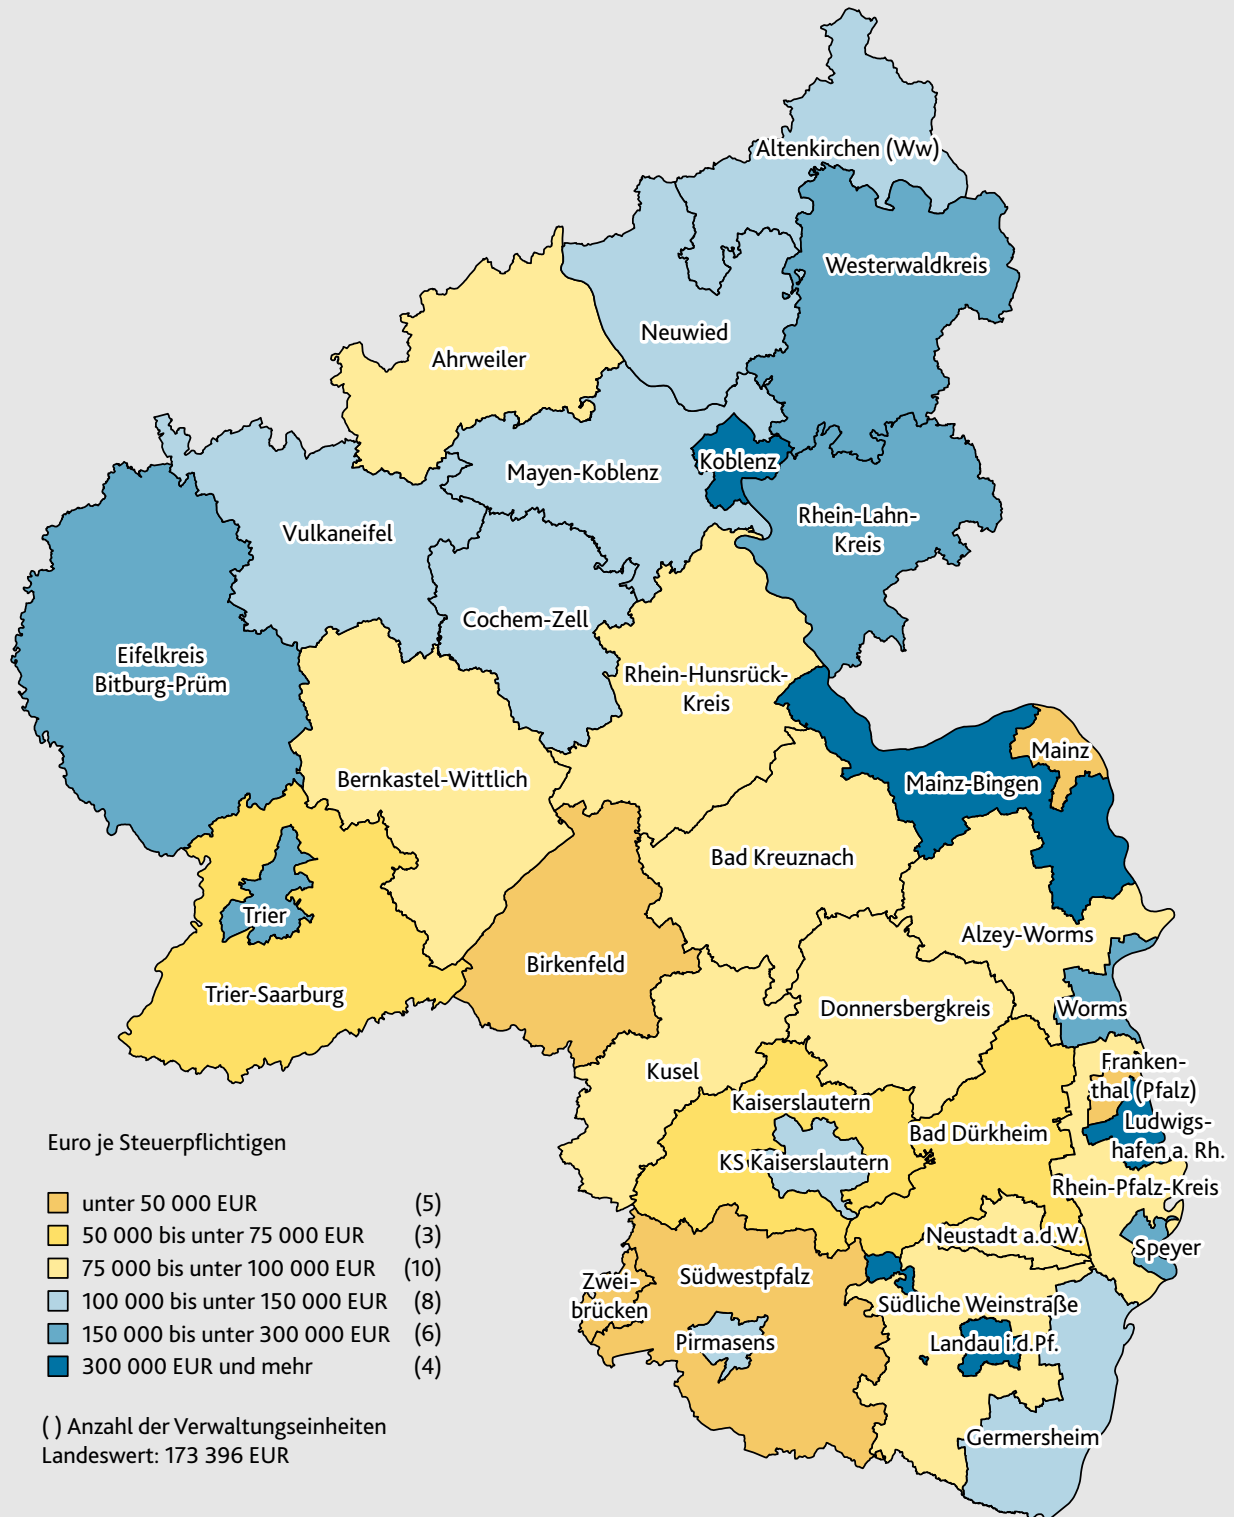 Altenkirchen (Ww)
Westerwaldkreis
Neuwied
Ahrweiler
Koblenz
Mayen-Koblenz
Rhein-Lahn-
Kreis
Vulkaneifel
Cochem-Zell
Eifelkreis
Bitburg-Prüm
Rhein-Hunsrück-
Kreis
Mainz
Bernkastel-Wittlich
Mainz-Bingen
Bad Kreuznach
Trier
Alzey-Worms
Birkenfeld
Trier-Saarburg
Donnersbergkreis
Worms
Kusel
Franken-
thal (Pfalz)
Kaiserslautern
Ludwigs-
hafen a. Rh.
Bad Dürkheim
KS Kaiserslautern
Rhein-Pfalz-Kreis
Neustadt a.d.W.
Speyer
Zwei-
brücken
Südwestpfalz
Südliche Weinstraße
Pirmasens
Landau i.d.Pf.
Germersheim
Euro je Steuerpflichtigen
unter 50 000 EUR (5)
50 000 bis unter 75 000 EUR (3)
75 000 bis unter 100 000 EUR (10)
100 000 bis unter 150 000 EUR (8)
150 000 bis unter 300 000 EUR (6)
300 000 EUR und mehr (4)
( ) Anzahl der Verwaltungseinheiten
Landeswert: 173 396 EUR